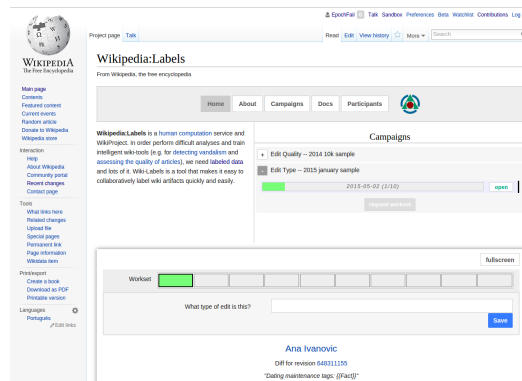 EpochFail Talk Sandbox Preferences Beta Watchlist Contributions Log
Project page Talk Read Edit View history More Search
WIKIPEDIA
The Free Encyclopedia
Main page
Contents
Featured content
Current events
Random article
Donate to Wikipedia
Wikipedia store
Interaction
Help
About Wikipedia
Community portal
Recent changes
Contact page
Tools
What links here
Related changes
Upload file
Special pages
Permanent link
Page information
Wikidata item
Print/export
Create a book
Download as PDF
Printable version
Languages
Português
Edit links
Wikipedia:Labels
From Wikipedia, the free encyclopedia
Home About Campaigns Docs Participants
Wikipedia:Labels is a human computation service and
WikiProject. In order perform difficult analyses and train
intelligent wiki-tools (e.g. for detecting vandalism and
assessing the quality of articles), we need labeled data
and lots of it. Wiki-Labels is a tool that makes it easy to
collaboratively label wiki artifacts quickly and easily.
Campaigns
+ Edit Quality -- 2014 10k sample
- Edit Type -- 2015 january sample
2015-05-02 (1/10) open
request workset
fullscreen
Workset
What type of edit is this?
Save
Ana Ivanovic
Diff for revision 648311155
"Dating maintenance tags: {{Fact}}"